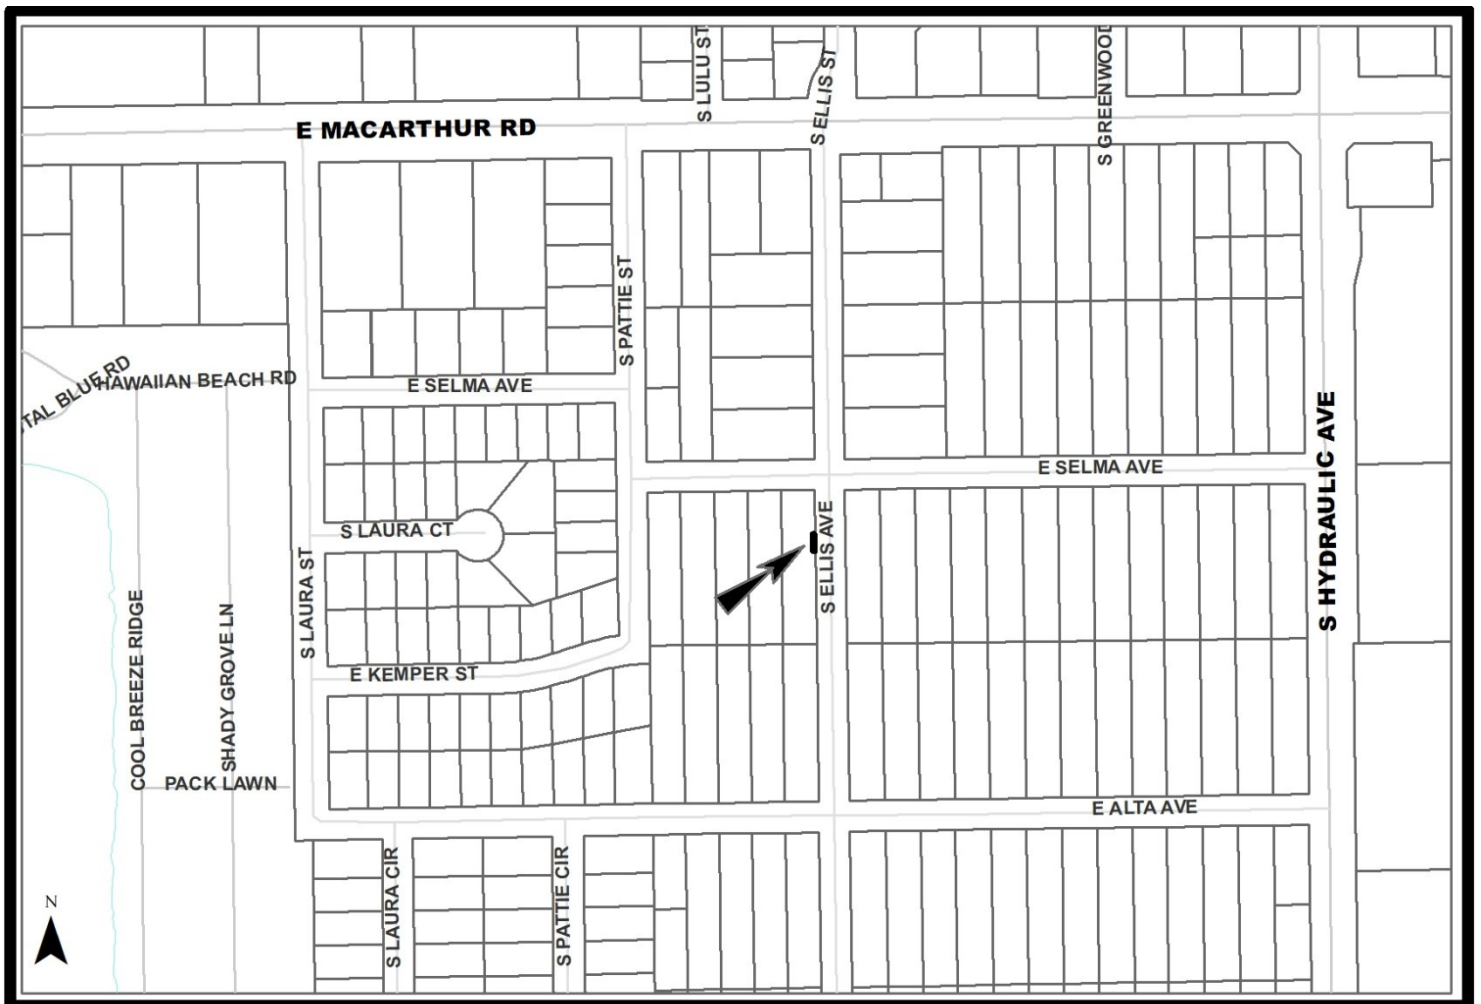 S LULU ST
S ELLIS ST
S GREENWOOD
E MACARTHUR RD
S PATTIE ST
TAL BLUE RD
HAWAIIAN BEACH RD
E SELMA AVE
S HYDRAULIC AVE
E SELMA AVE
S LAURA CT
S ELLIS AVE
S LAURA ST
COOL BREEZE RIDGE
SHADY GROVE LN
E KEMPER ST
PACK LAWN
E ALTA AVE
S LAURA CIR
S PATTIE CIR
N